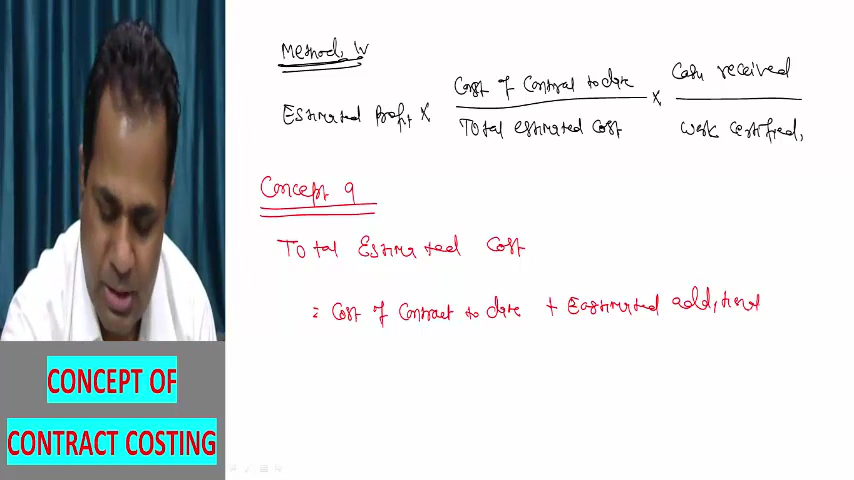 Method, IV
Estimated profit x Cost of Contract to date / Total estimated Cost x Cash received / work certified,
Concept 9
Total Estimated Cost
= Cost of Contract to date + Eastimated additional
CONCEPT OF
CONTRACT COSTING